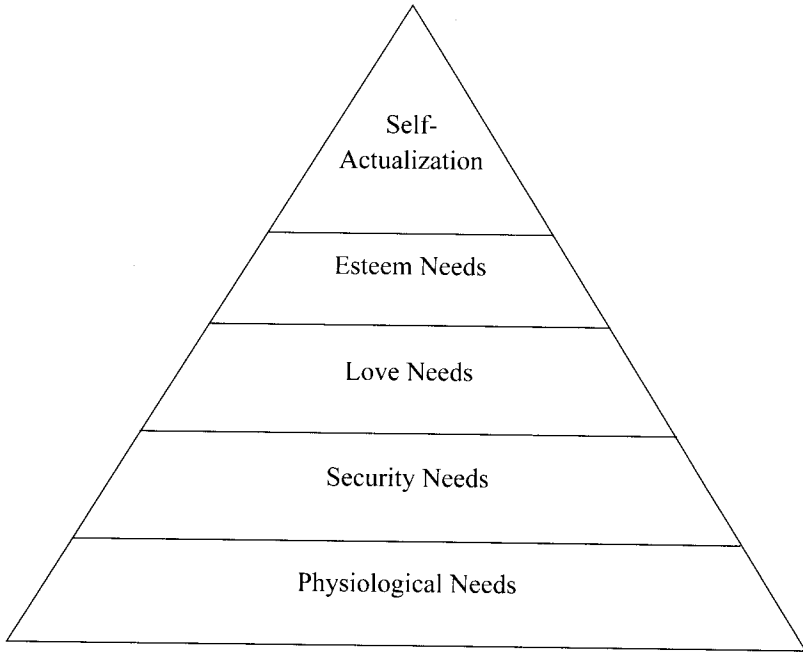 Self-
Actualization
Esteem Needs
Love Needs
Security Needs
Physiological Needs